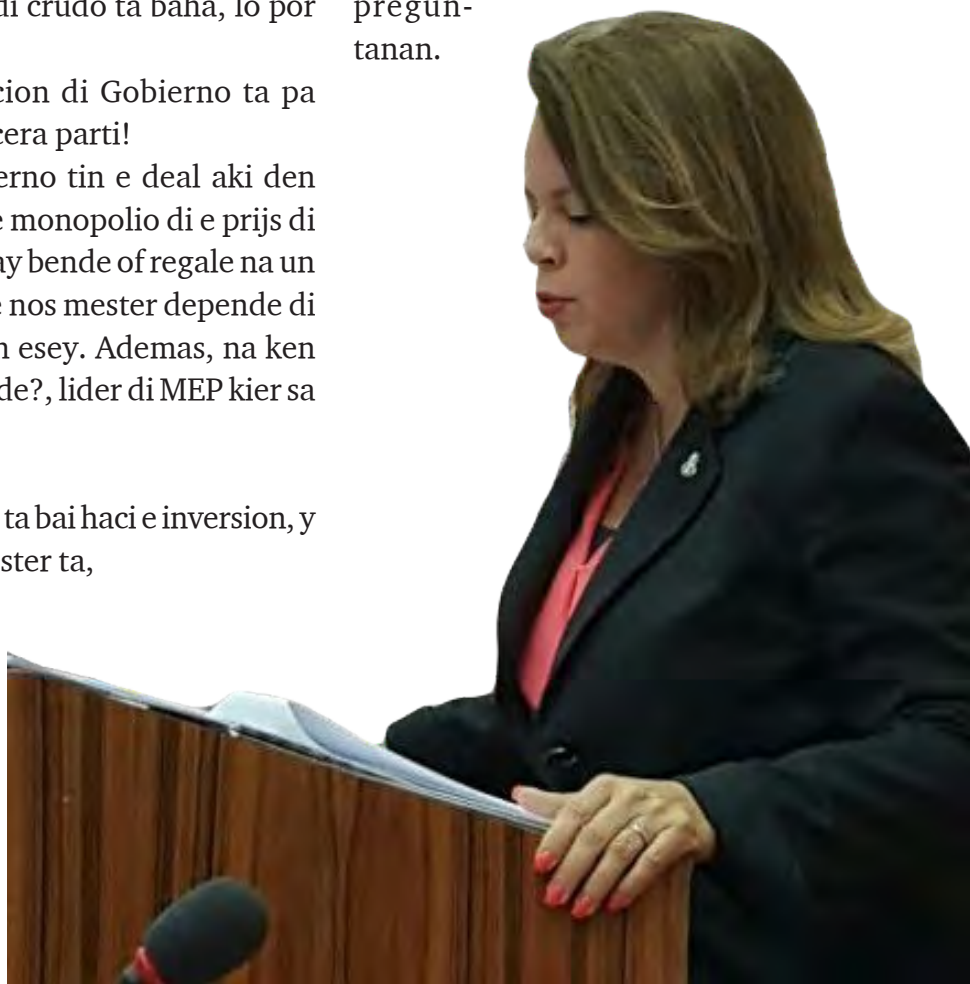 di crudo ta baha, lo por
cion di Gobierno ta pa
cera parti!
erno tin e deal aki den
e monopolio di e prijs di
ay bende of regale na un
e nos mester depende di
n esey. Ademas, na ken
de?, lider di MEP kier sa
ta bai haci e inversion, y
ster ta,
pregun-
tanan.